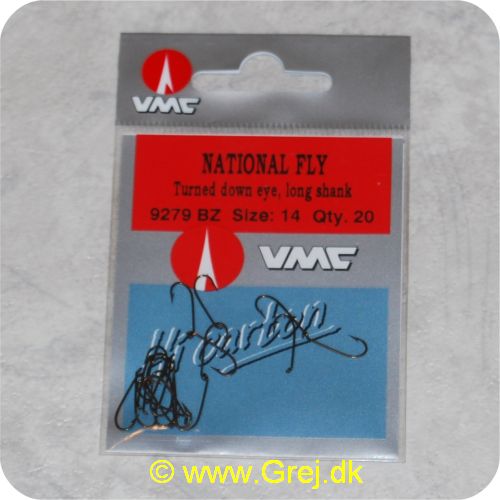 VMC
NATIONAL FLY
Turned down eye, long shank
9279 BZ Size: 14 Qty. 20
VMC
Hi carbon
© www.Grej.dk